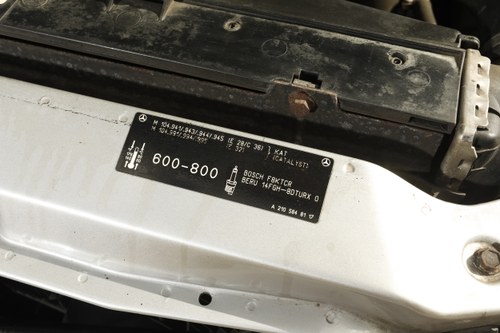 M 104.941/.943/.944/.945 (E 28/C 36) } KAT
M 104.991/.994/.995 (E 32) } (CATALYST)
600-800
BOSCH F8KTCR
BERU 14FGH-8DTURX 0
A 210 584 81 17